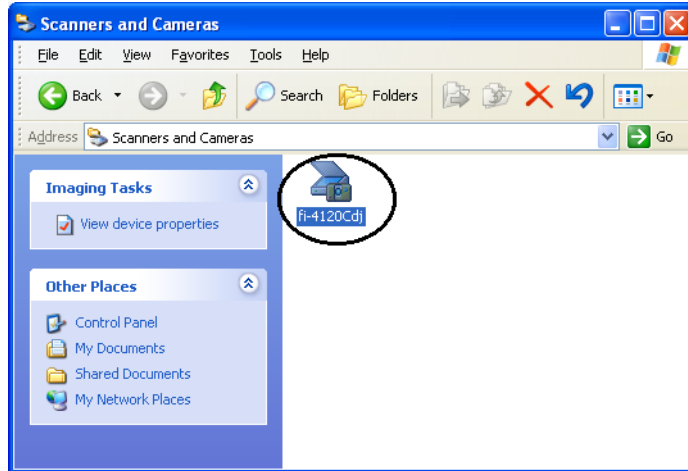 Scanners and Cameras
File Edit View Favorites Tools Help
Back Search Folders
Address Scanners and Cameras Go
Imaging Tasks
View device properties
Other Places
Control Panel
My Documents
Shared Documents
My Network Places
fi-4120Cdj